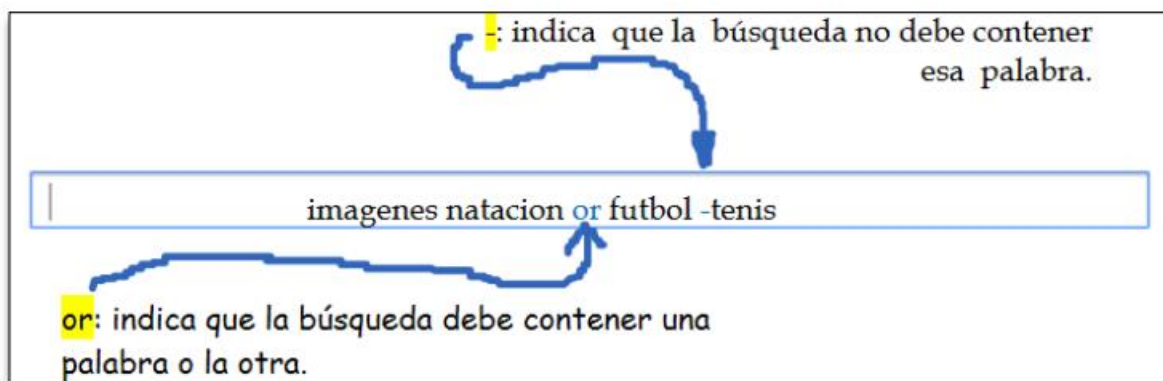 -: indica que la búsqueda no debe contener
esa palabra.
imagenes natacion or futbol -tenis
or: indica que la búsqueda debe contener una
palabra o la otra.